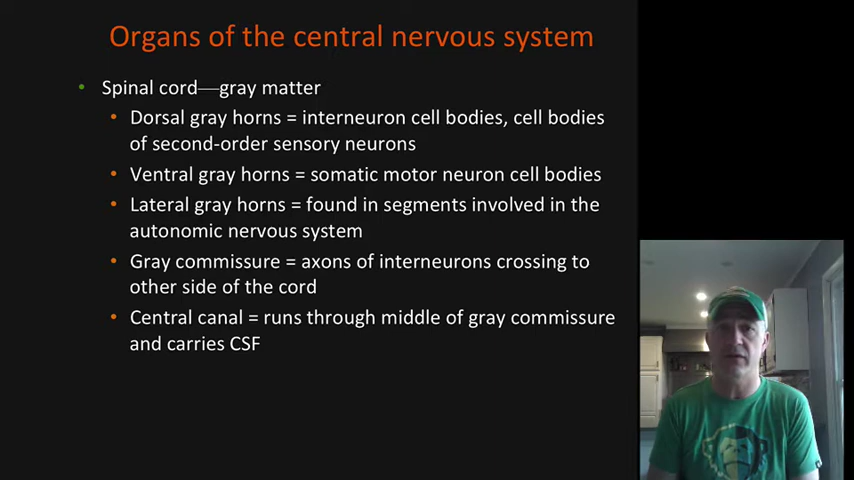 Organs of the central nervous system
• Spinal cord—gray matter
• Dorsal gray horns = interneuron cell bodies, cell bodies
of second-order sensory neurons
• Ventral gray horns = somatic motor neuron cell bodies
• Lateral gray horns = found in segments involved in the
autonomic nervous system
• Gray commissure = axons of interneurons crossing to
other side of the cord
• Central canal = runs through middle of gray commissure
and carries CSF